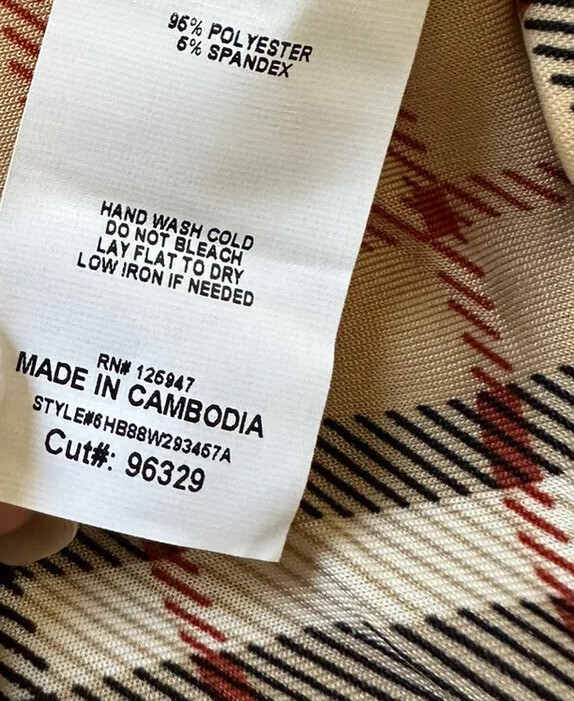 95% POLYESTER
5% SPANDEX
HAND WASH COLD
DO NOT BLEACH
LAY FLAT TO DRY
LOW IRON IF NEEDED
RN# 125947
MADE IN CAMBODIA
STYLE#6HB88W293457A
Cut#: 96329